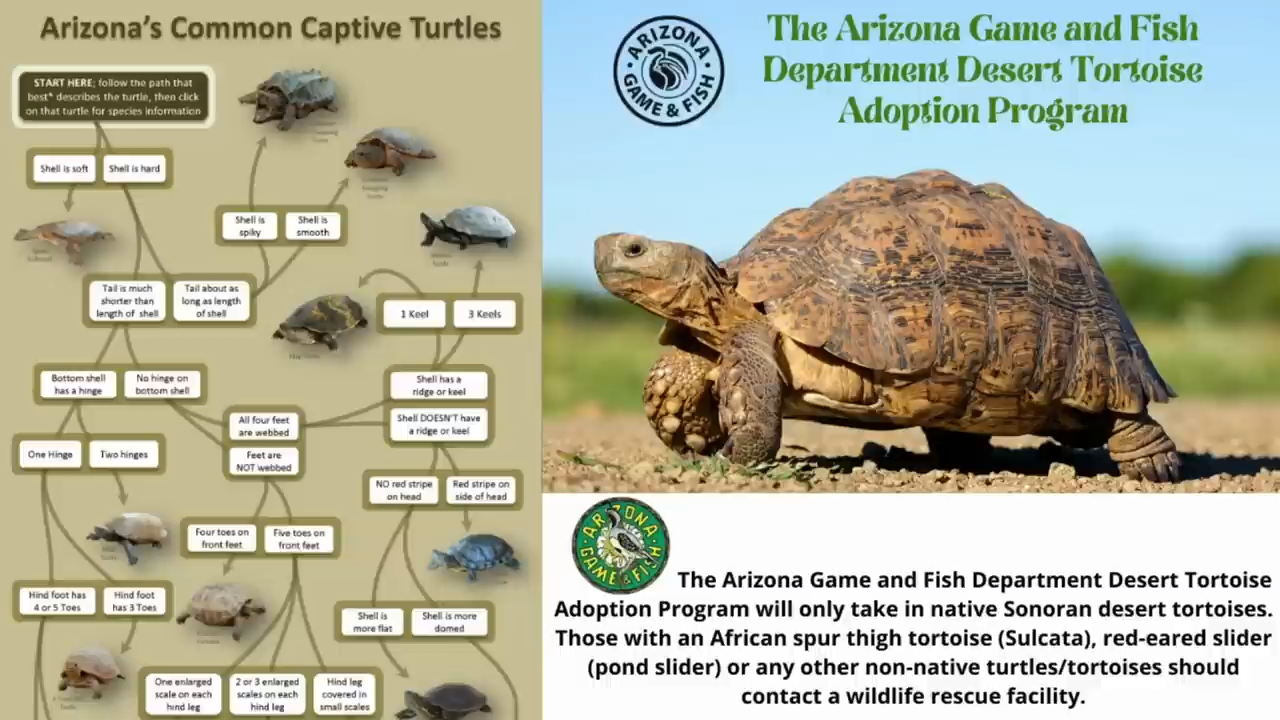 Arizona's Common Captive Turtles
START HERE: follow the path that
best* describes the turtle, then click
on that turtle for species information
Shell is soft
Shell is hard
Shell is
spiky
Shell is
smooth
Tail is much
shorter than
length of shell
Tail about as
long as length
of shell
1 Keel
3 Keels
Bottom shell
has a hinge
No hinge on
bottom shell
Shell has a
ridge or keel
Shell DOESN'T have
a ridge or keel
All four feet
are webbed
Feet are
NOT webbed
One Hinge
Two hinges
NO red stripe
on head
Red stripe on
side of head
Four toes on
front feet
Five toes on
front feet
Hind foot has
4 or 5 Toes
Hind foot
has 3 Toes
Shell is
more flat
Shell is more
domed
One enlarged
scale on each
hind leg
2 or 3 enlarged
scales on each
hind leg
Hind leg
covered in
small scales
ARIZONA
GAME & FISH
The Arizona Game and Fish
Department Desert Tortoise
Adoption Program
ARIZONA
GAME & FISH
The Arizona Game and Fish Department Desert Tortoise
Adoption Program will only take in native Sonoran desert tortoises.
Those with an African spur thigh tortoise (Sulcata), red-eared slider
(pond slider) or any other non-native turtles/tortoises should
contact a wildlife rescue facility.